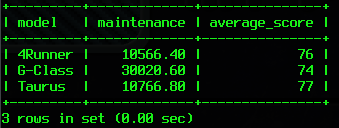 +---------+-------------+---------------+
| model   | maintenance | average_score |
+---------+-------------+---------------+
| 4Runner |    10566.40 |            76 |
| G-Class |    30020.60 |            74 |
| Taurus  |    10766.80 |            77 |
+---------+-------------+---------------+
3 rows in set (0.00 sec)